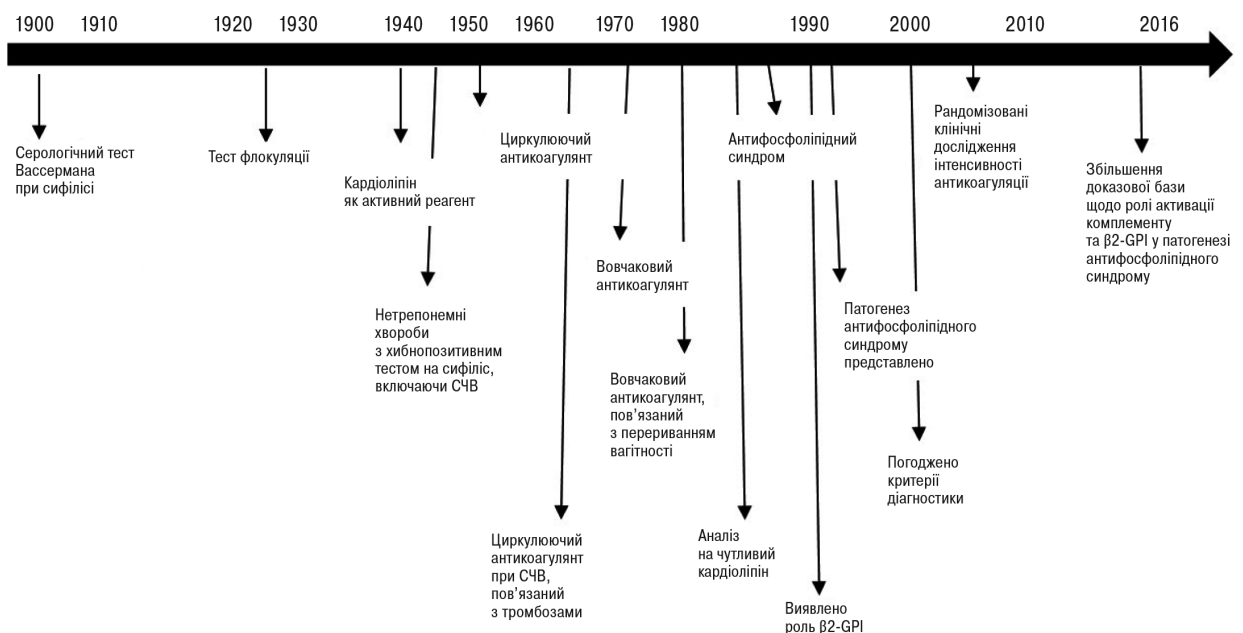 1900 1910 1920 1930 1940 1950 1960 1970 1980 1990 2000 2010 2016
Серологічний тест
Вассермана
при сифілісі
Тест флокуляції
Кардіоліпін
як активний реагент
Нетрепонемні
хвороби
з хибнопозитивним
тестом на сифіліс,
включаючи СЧВ
Циркулюючий
антикоагулянт
Циркулюючий
антикоагулянт
при СЧВ,
пов’язаний
з тромбозами
Вовчаковий
антикоагулянт
Вовчаковий
антикоагулянт,
пов’язаний
з перериванням
вагітності
Аналіз
на чутливий
кардіоліпін
Антифосфоліпідний
синдром
Виявлено
роль β2-GPI
Патогенез
антифосфоліпідного
синдрому
представлено
Погоджено
критерії
діагностики
Рандомізовані
клінічні
дослідження
інтенсивності
антикоагуляції
Збільшення
доказової бази
щодо ролі активації
комплементу
та β2-GPI у патогенезі
антифосфоліпідного
синдрому